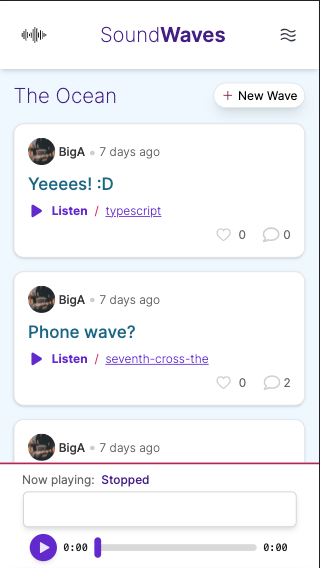 SoundWaves
The Ocean
+ New Wave
BigA • 7 days ago
Yeeees! :D
Listen / typescript
0 0
BigA • 7 days ago
Phone wave?
Listen / seventh-cross-the
0 2
BigA • 7 days ago
Now playing: Stopped
0:00 0:00